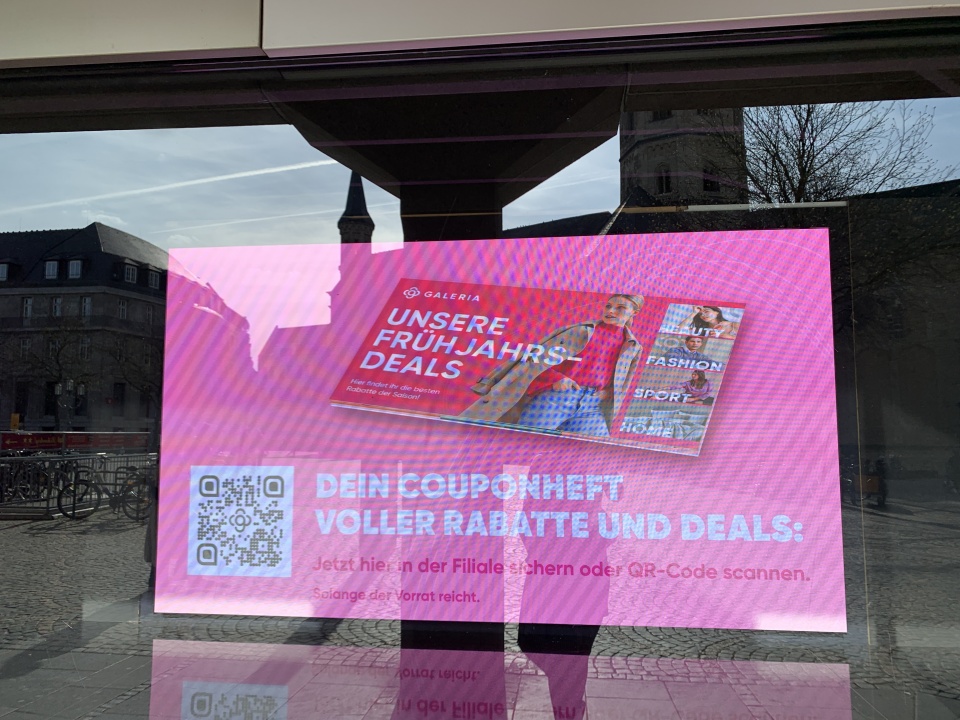 GALERIA
UNSERE
FRÜHJAHRS-
DEALS
Hier findet ihr die besten
Rabatte der Saison!
BEAUTY
FASHION
SPORT
HOME
DEIN COUPONHEFT
VOLLER RABATTE UND DEALS:
Jetzt hier in der Filiale sichern oder QR-Code scannen.
Solange der Vorrat reicht.